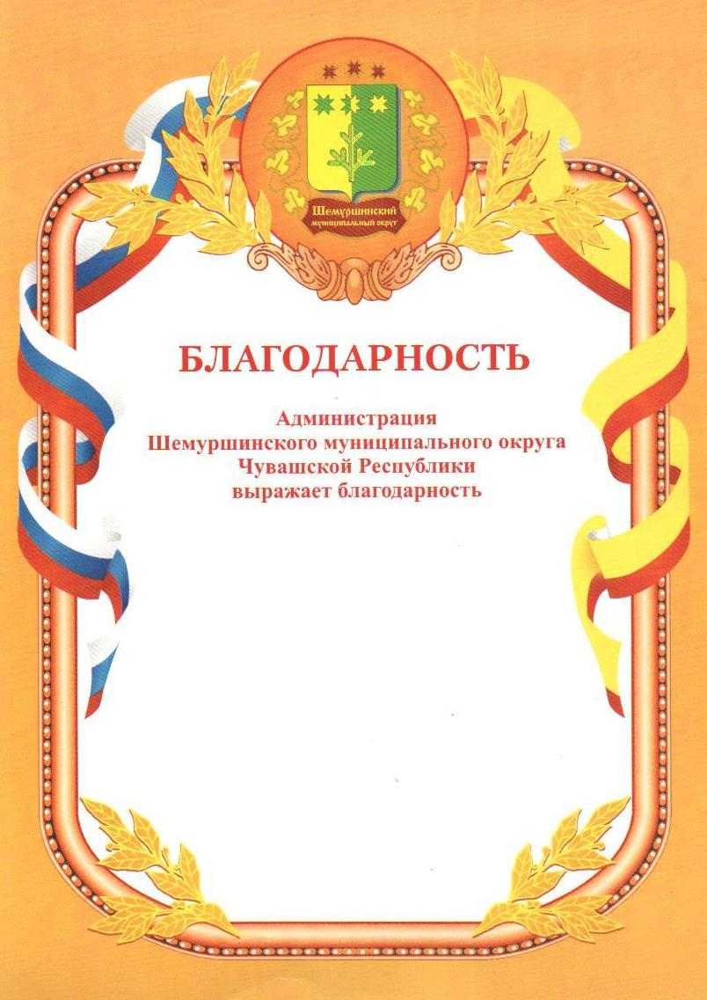 Шемуршинский
муниципальный округ
БЛАГОДАРНОСТЬ
Администрация
Шемуршинского муниципального округа
Чувашской Республики
выражает благодарность